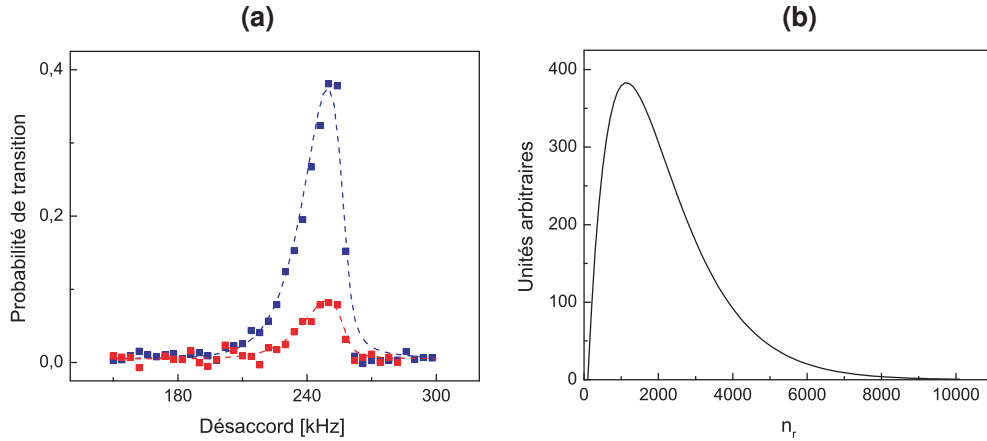 (a)
Probabilité de transition
0,4
0,2
0,0
180 240 300
Désaccord [kHz]
(b)
Unités arbitraires
400
300
200
100
0
0 2000 4000 6000 8000 10000
n_r